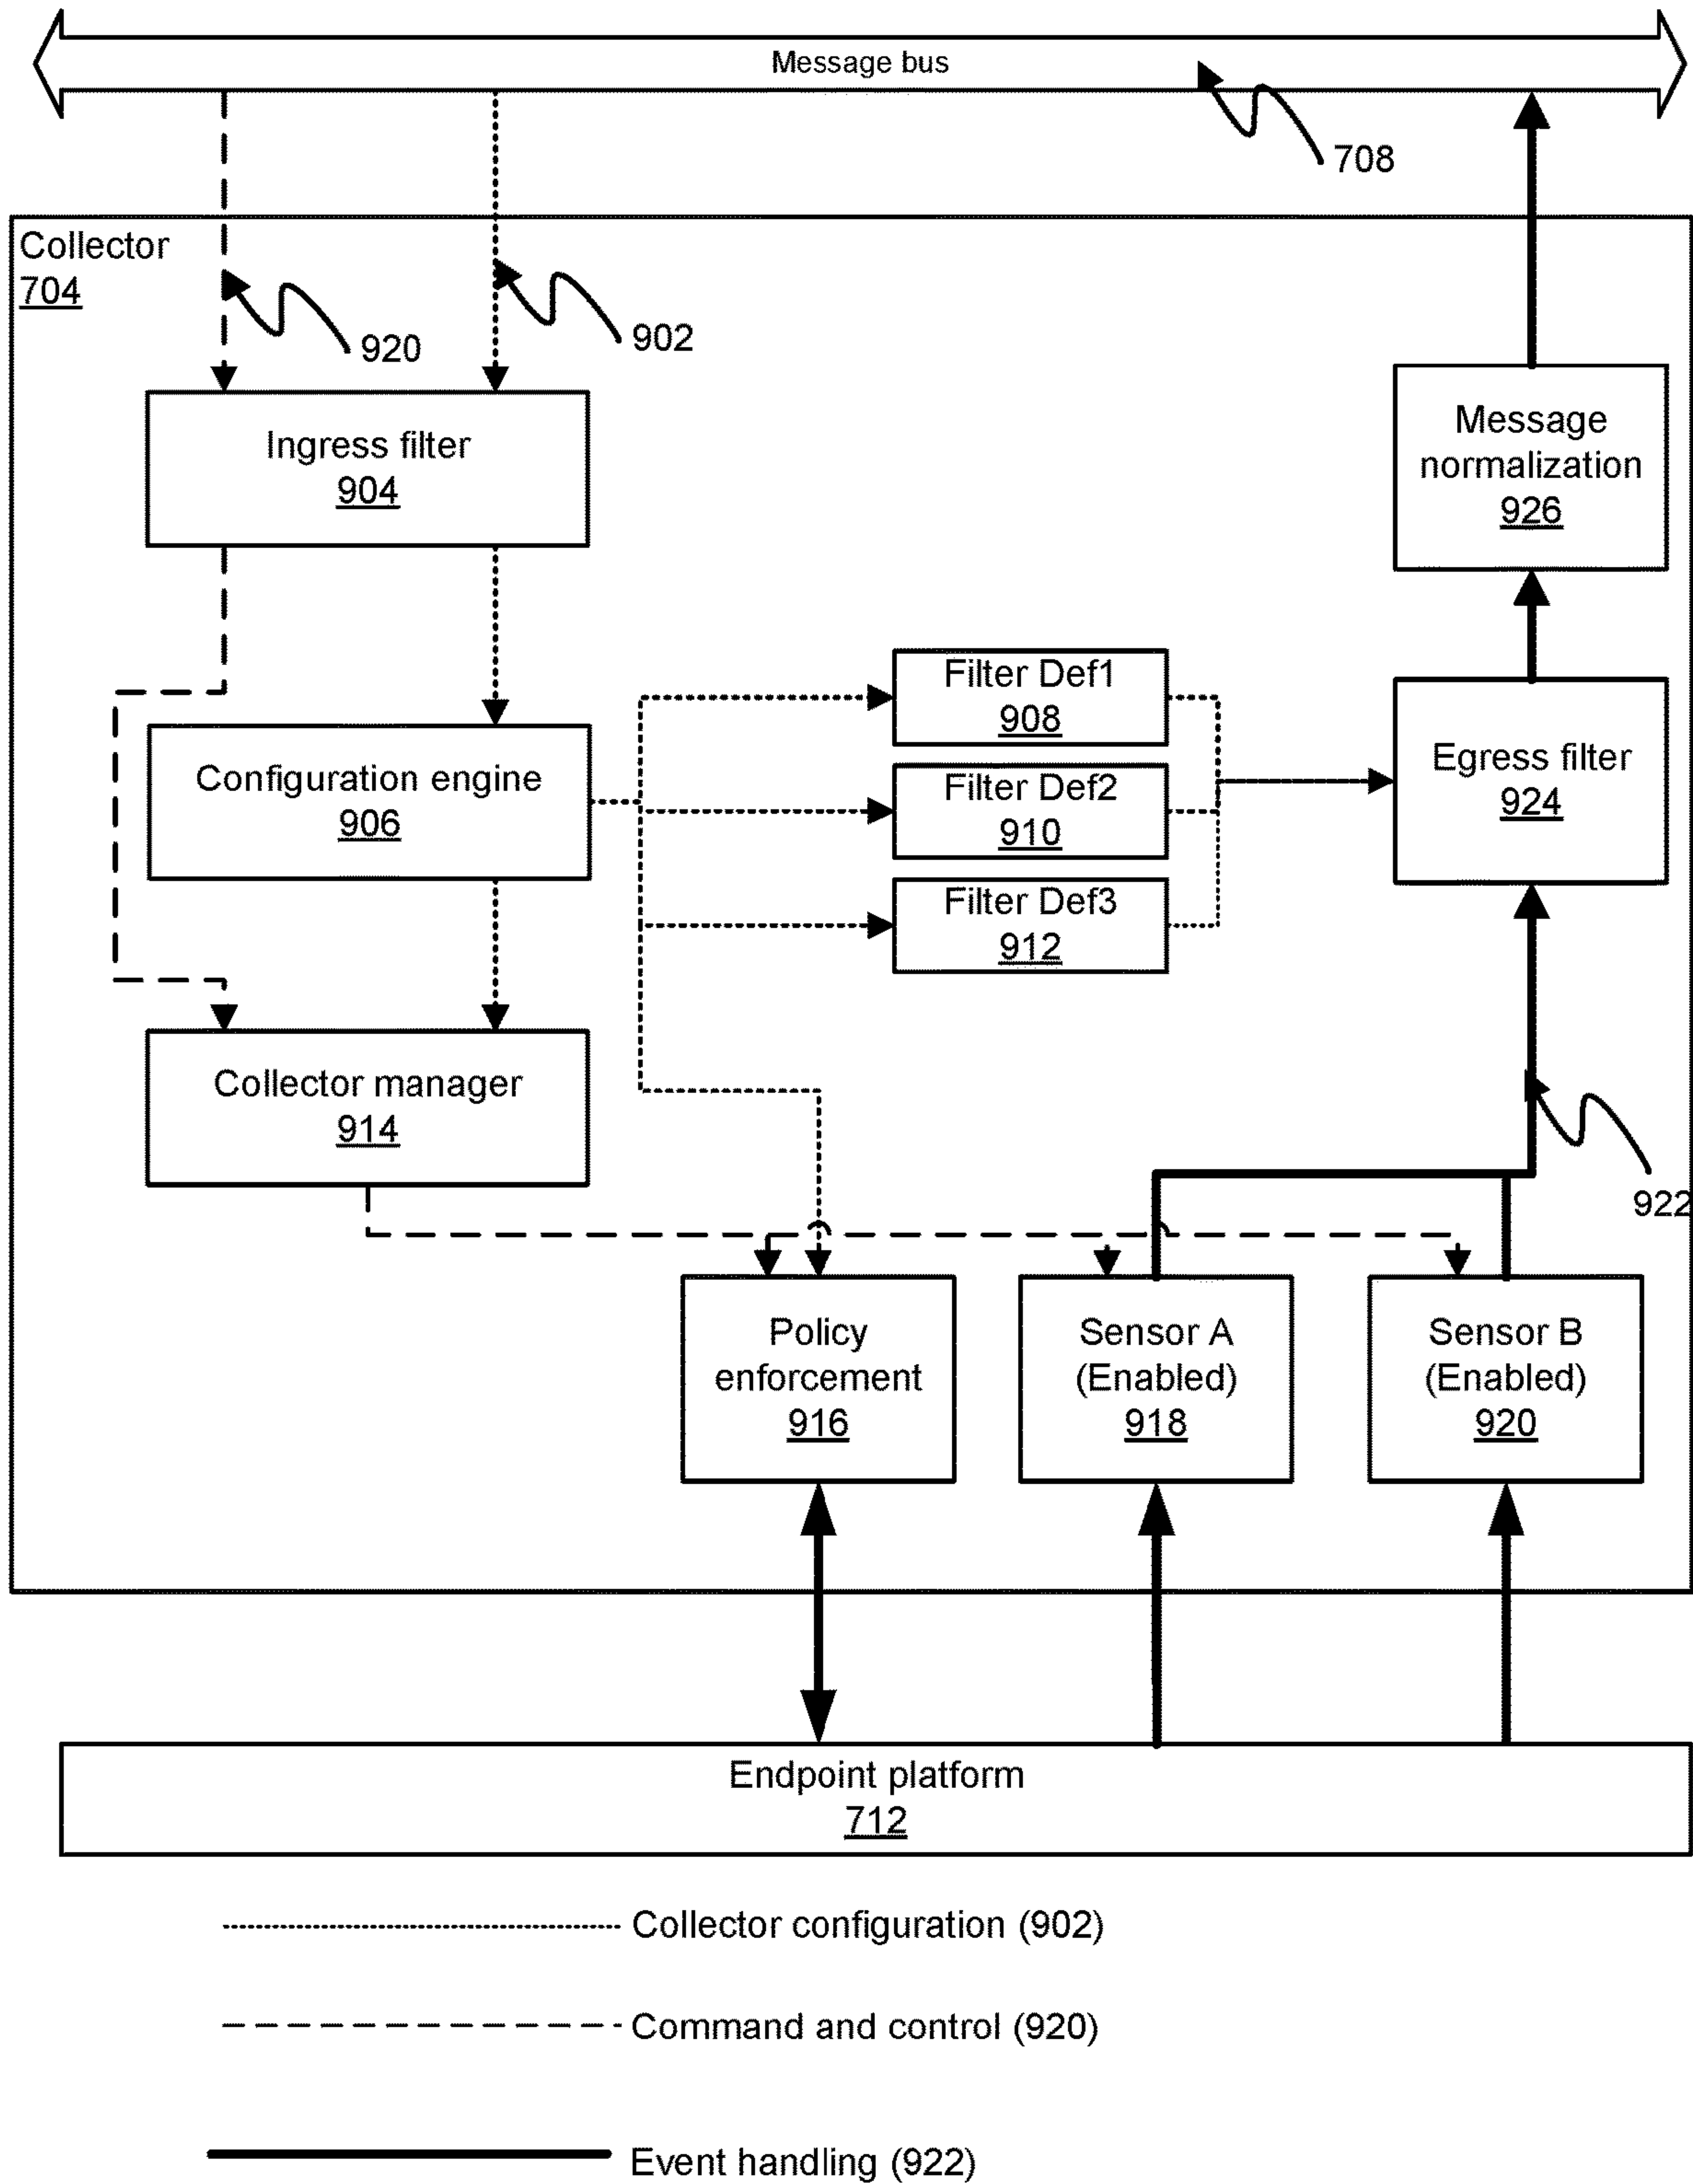 Message bus
708
Collector
704
920
902
Ingress filter
904
Message
normalization
926
Filter Def1
908
Configuration engine
906
Filter Def2
910
Egress filter
924
Filter Def3
912
Collector manager
914
922
Policy
enforcement
916
Sensor A
(Enabled)
918
Sensor B
(Enabled)
920
Endpoint platform
712
Collector configuration (902)
Command and control (920)
Event handling (922)